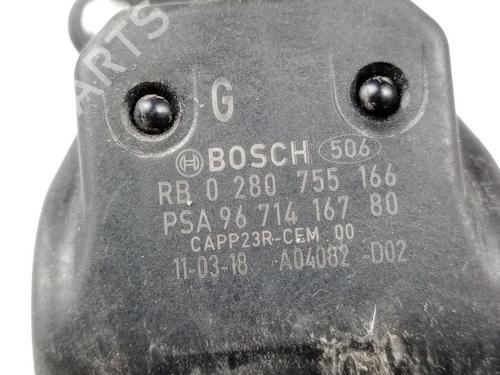 G
BOSCH 506
RB 0 280 755 166
PSA 96 714 167 80
CAPP23R-CEM 00
11-03-18 A04082 -D02